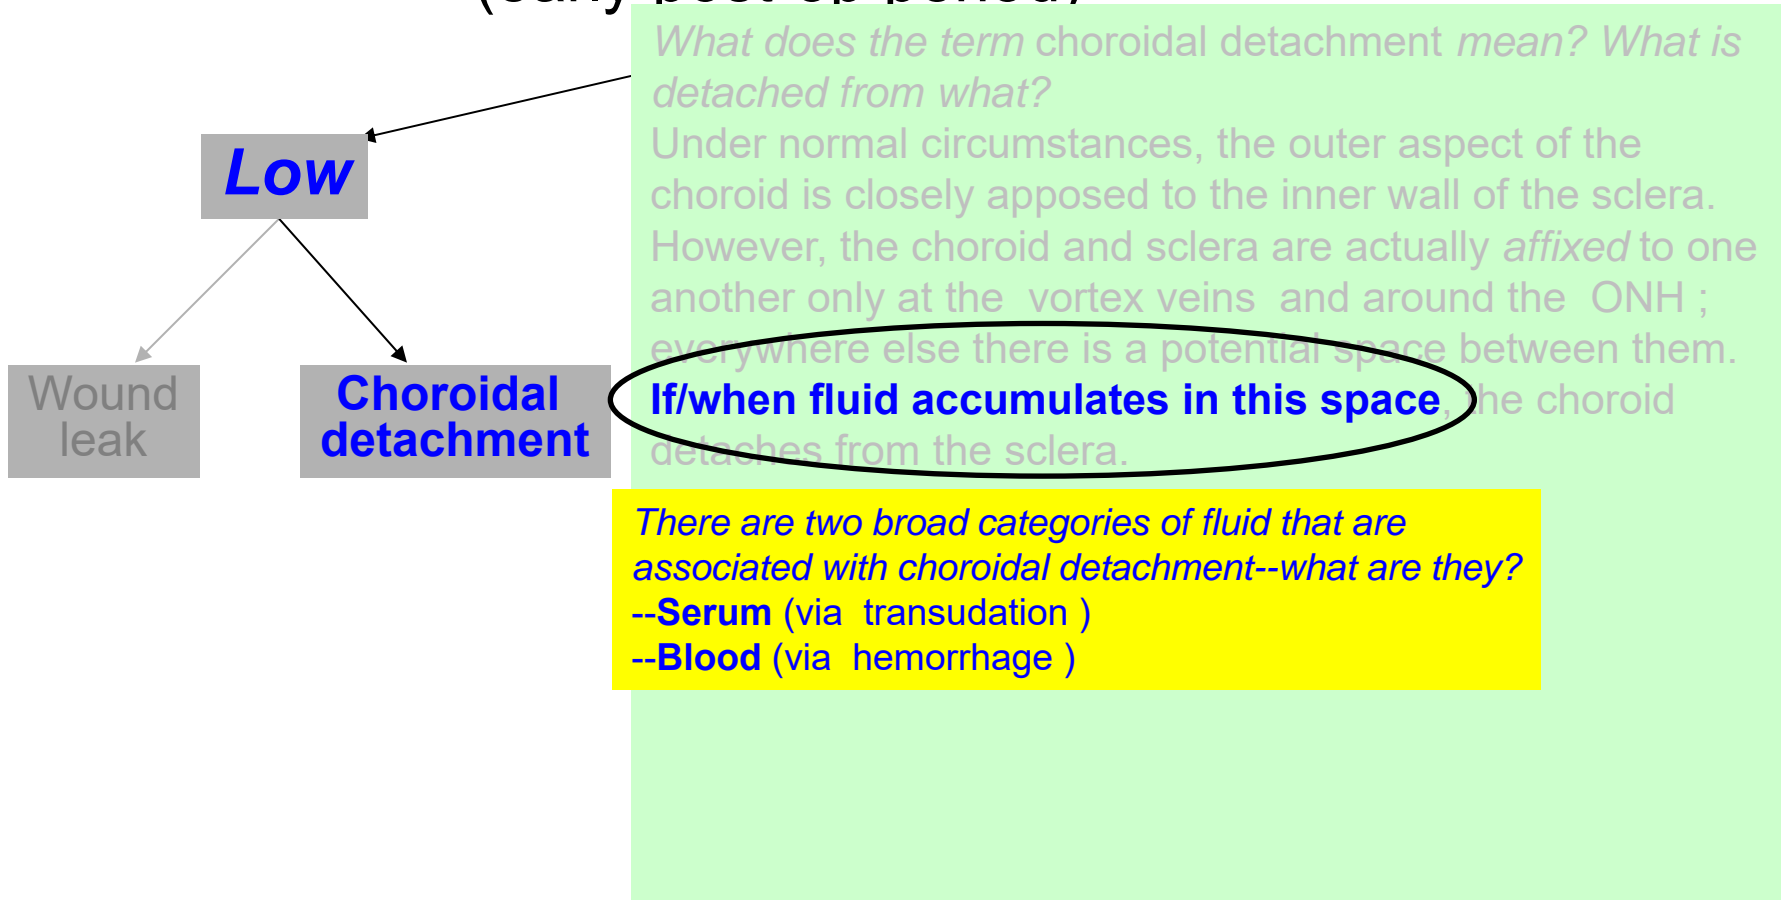 (early post-op period)
What does the term choroidal detachment mean? What is
detached from what?
Under normal circumstances, the outer aspect of the
choroid is closely apposed to the inner wall of the sclera.
However, the choroid and sclera are actually affixed to one
another only at the vortex veins and around the ONH ;
everywhere else there is a potential space between them.
If/when fluid accumulates in this space, the choroid
detaches from the sclera.
Low
Wound
leak
Choroidal
detachment
There are two broad categories of fluid that are
associated with choroidal detachment--what are they?
--Serum (via transudation )
--Blood (via hemorrhage )